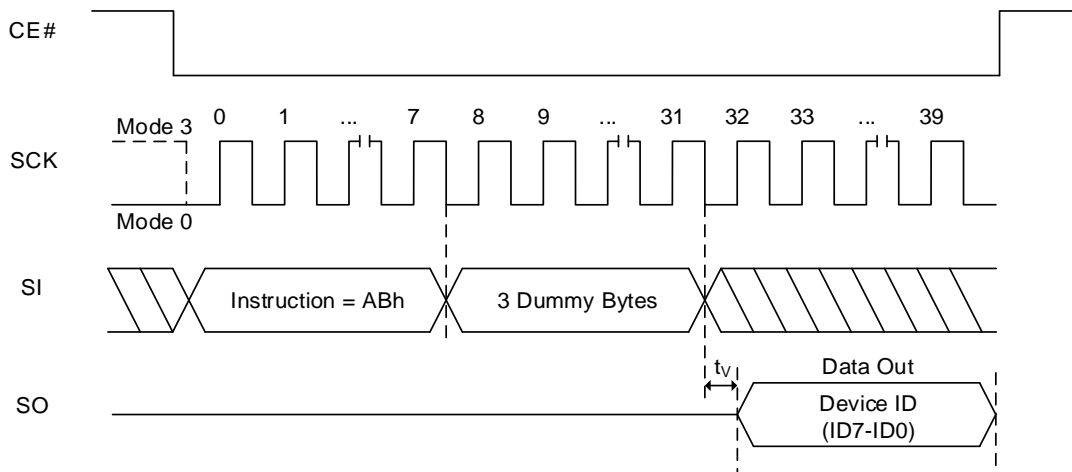 CE#
0 1 ... 7 8 9 ... 31 32 33 ... 39
Mode 3
SCK
Mode 0
SI
Instruction = ABh
3 Dummy Bytes
tV
Data Out
SO
Device ID
(ID7-ID0)